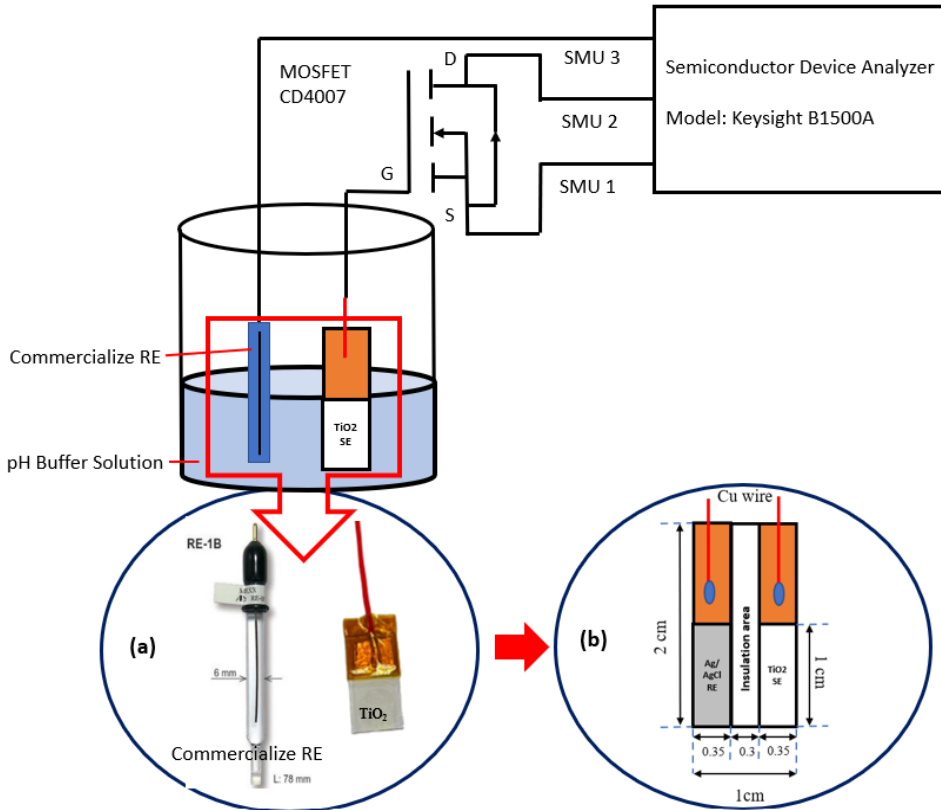 MOSFET
CD4007
D
G
S
SMU 3
SMU 2
SMU 1
Semiconductor Device Analyzer
Model: Keysight B1500A
Commercialize RE
TiO2
SE
pH Buffer Solution
(a)
RE-1B
6 mm
Commercialize RE
L: 78 mm
TiO₂
(b)
Cu wire
2 cm
Ag/
AgCl
RE
Insulation area
TiO2
SE
1 cm
0.35
0.3
0.35
1cm